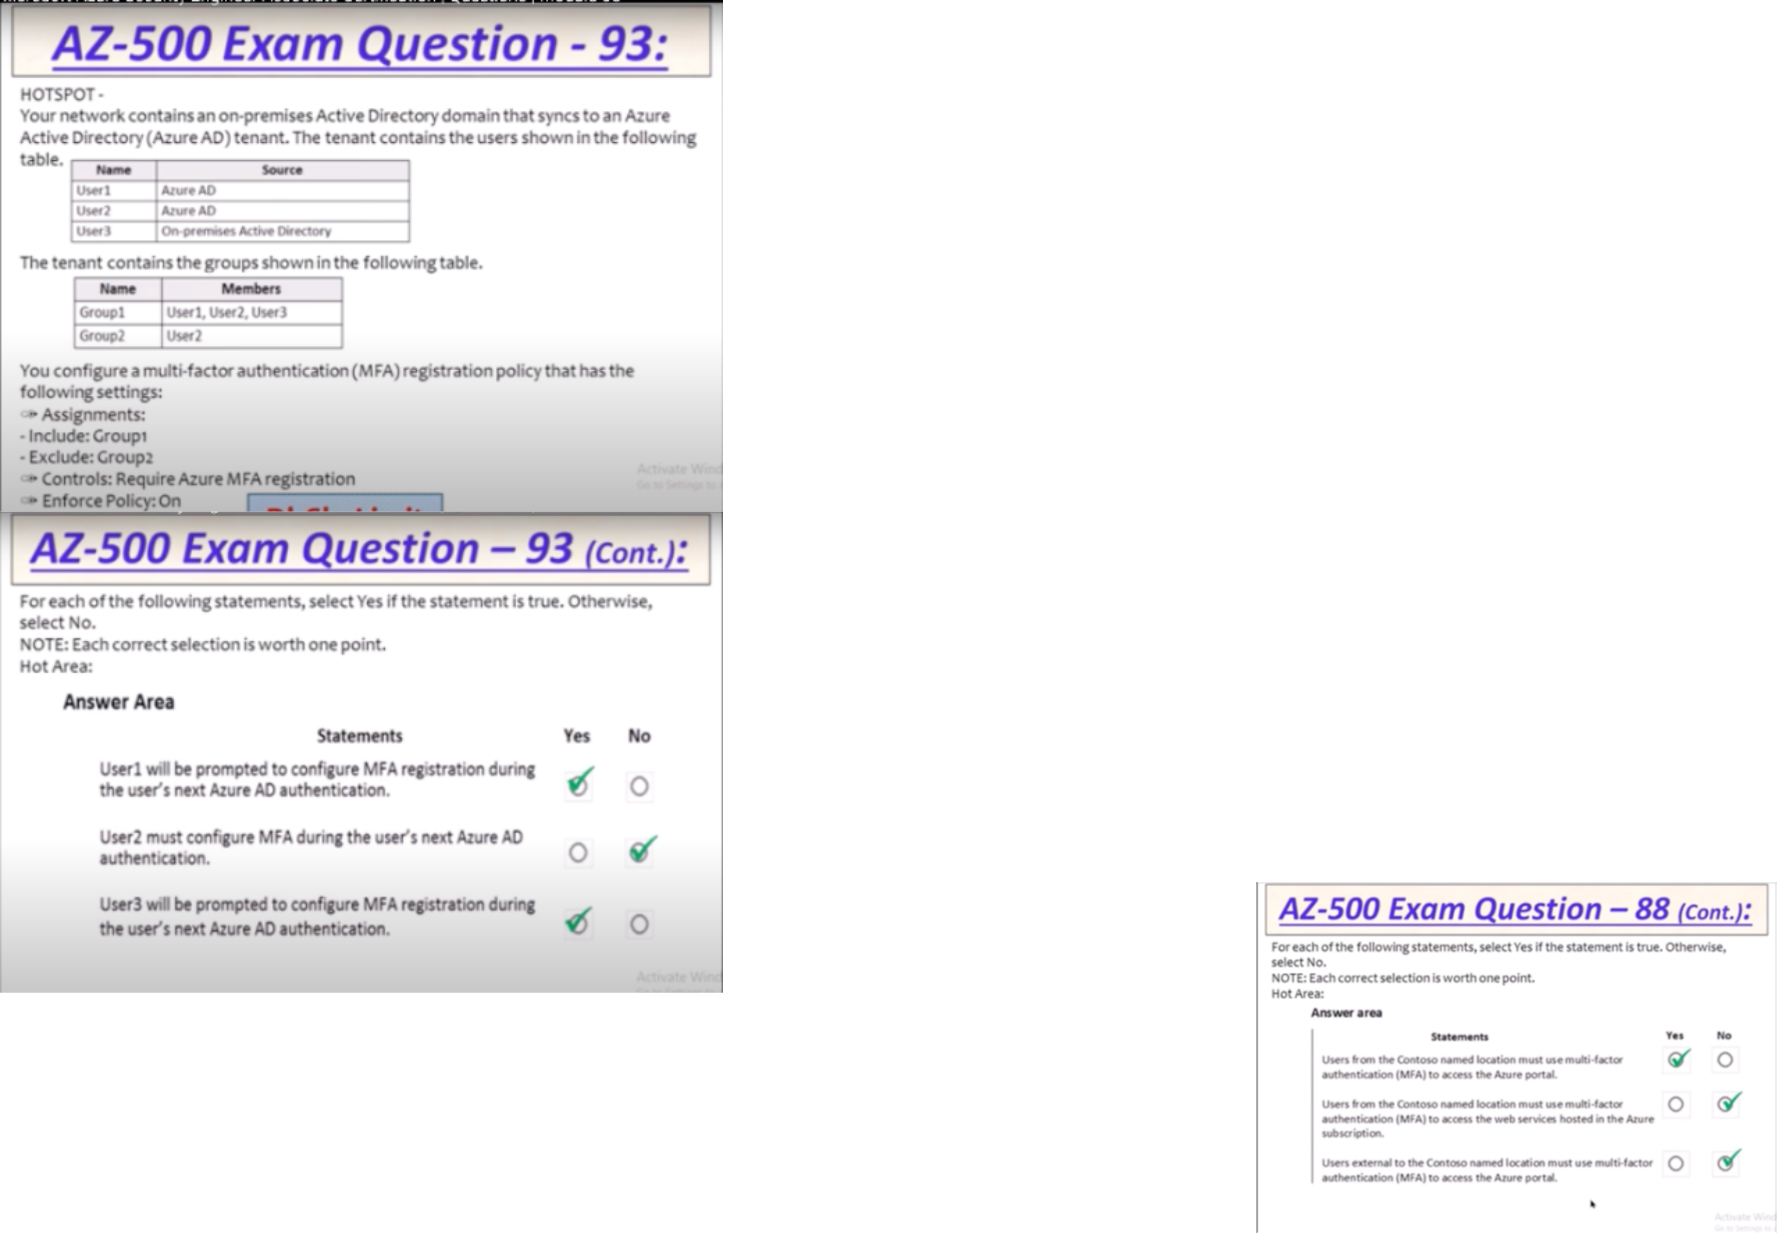 AZ-500 Exam Question - 93:
HOTSPOT -
Your network contains an on-premises Active Directory domain that syncs to an Azure
Active Directory (Azure AD) tenant. The tenant contains the users shown in the following
table.
Name Source
User1 Azure AD
User2 Azure AD
User3 On-premises Active Directory
The tenant contains the groups shown in the following table.
Name Members
Group1 User1, User2, User3
Group2 User2
You configure a multi-factor authentication (MFA) registration policy that has the
following settings:
Assignments:
- Include: Group1
- Exclude: Group2
Controls: Require Azure MFA registration
Enforce Policy: On
Activate Wind
Go to Settings to
AZ-500 Exam Question – 93 (Cont.):
For each of the following statements, select Yes if the statement is true. Otherwise,
select No.
NOTE: Each correct selection is worth one point.
Hot Area:
Answer Area
Statements Yes No
User1 will be prompted to configure MFA registration during
the user's next Azure AD authentication.
User2 must configure MFA during the user's next Azure AD
authentication.
User3 will be prompted to configure MFA registration during
the user's next Azure AD authentication.
Activate Wind
AZ-500 Exam Question – 88 (Cont.):
For each of the following statements, select Yes if the statement is true. Otherwise,
select No.
NOTE: Each correct selection is worth one point.
Hot Area:
Answer area
Statements Yes No
Users from the Contoso named location must use multi-factor
authentication (MFA) to access the Azure portal.
Users from the Contoso named location must use multi-factor
authentication (MFA) to access the web services hosted in the Azure
subscription.
Users external to the Contoso named location must use multi-factor
authentication (MFA) to access the Azure portal.
Activate Wind
Go to Settings to